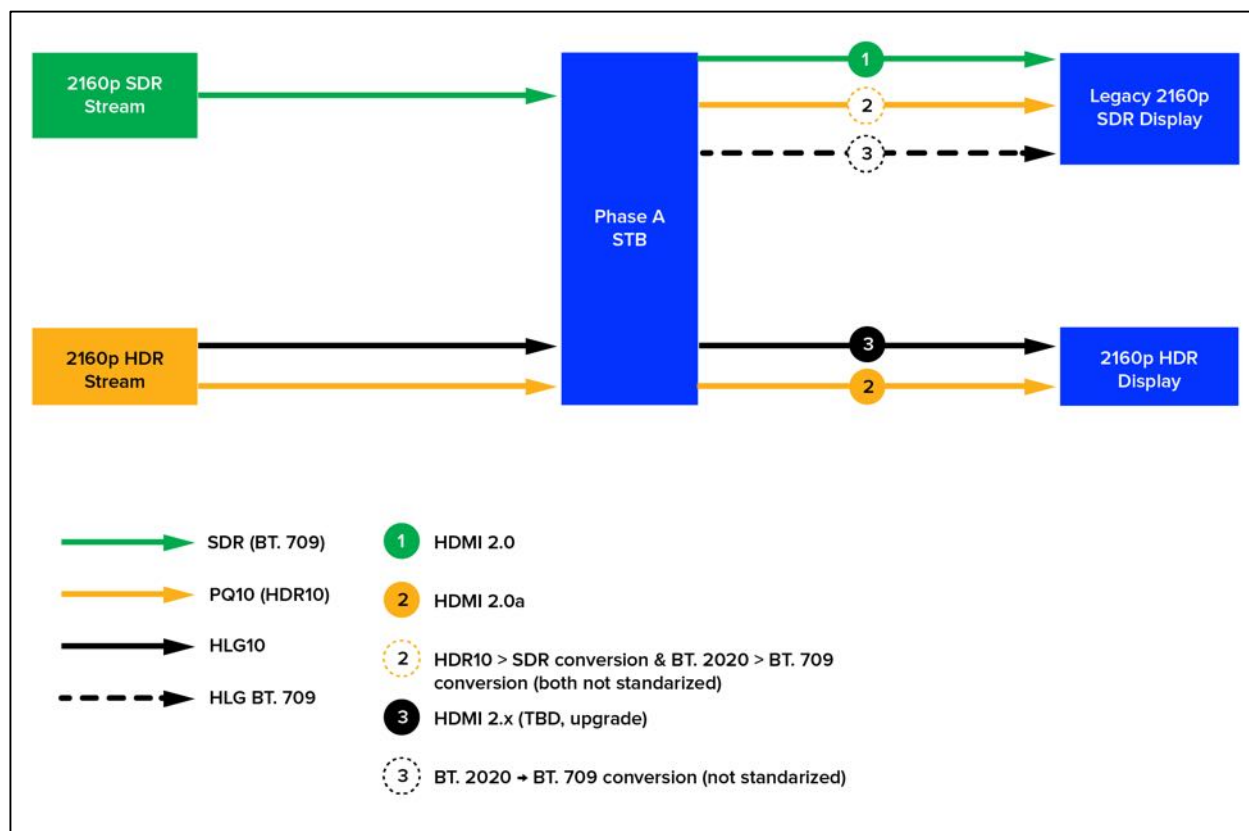 2160p SDR
Stream
1
2
3
Legacy 2160p
SDR Display
Phase A
STB
2160p HDR
Stream
3
2
2160p HDR
Display
SDR (BT. 709)
PQ10 (HDR10)
HLG10
HLG BT. 709
1 HDMI 2.0
2 HDMI 2.0a
2 HDR10 > SDR conversion & BT. 2020 > BT. 709
conversion (both not standarized)
3 HDMI 2.x (TBD, upgrade)
3 BT. 2020 → BT. 709 conversion (not standarized)